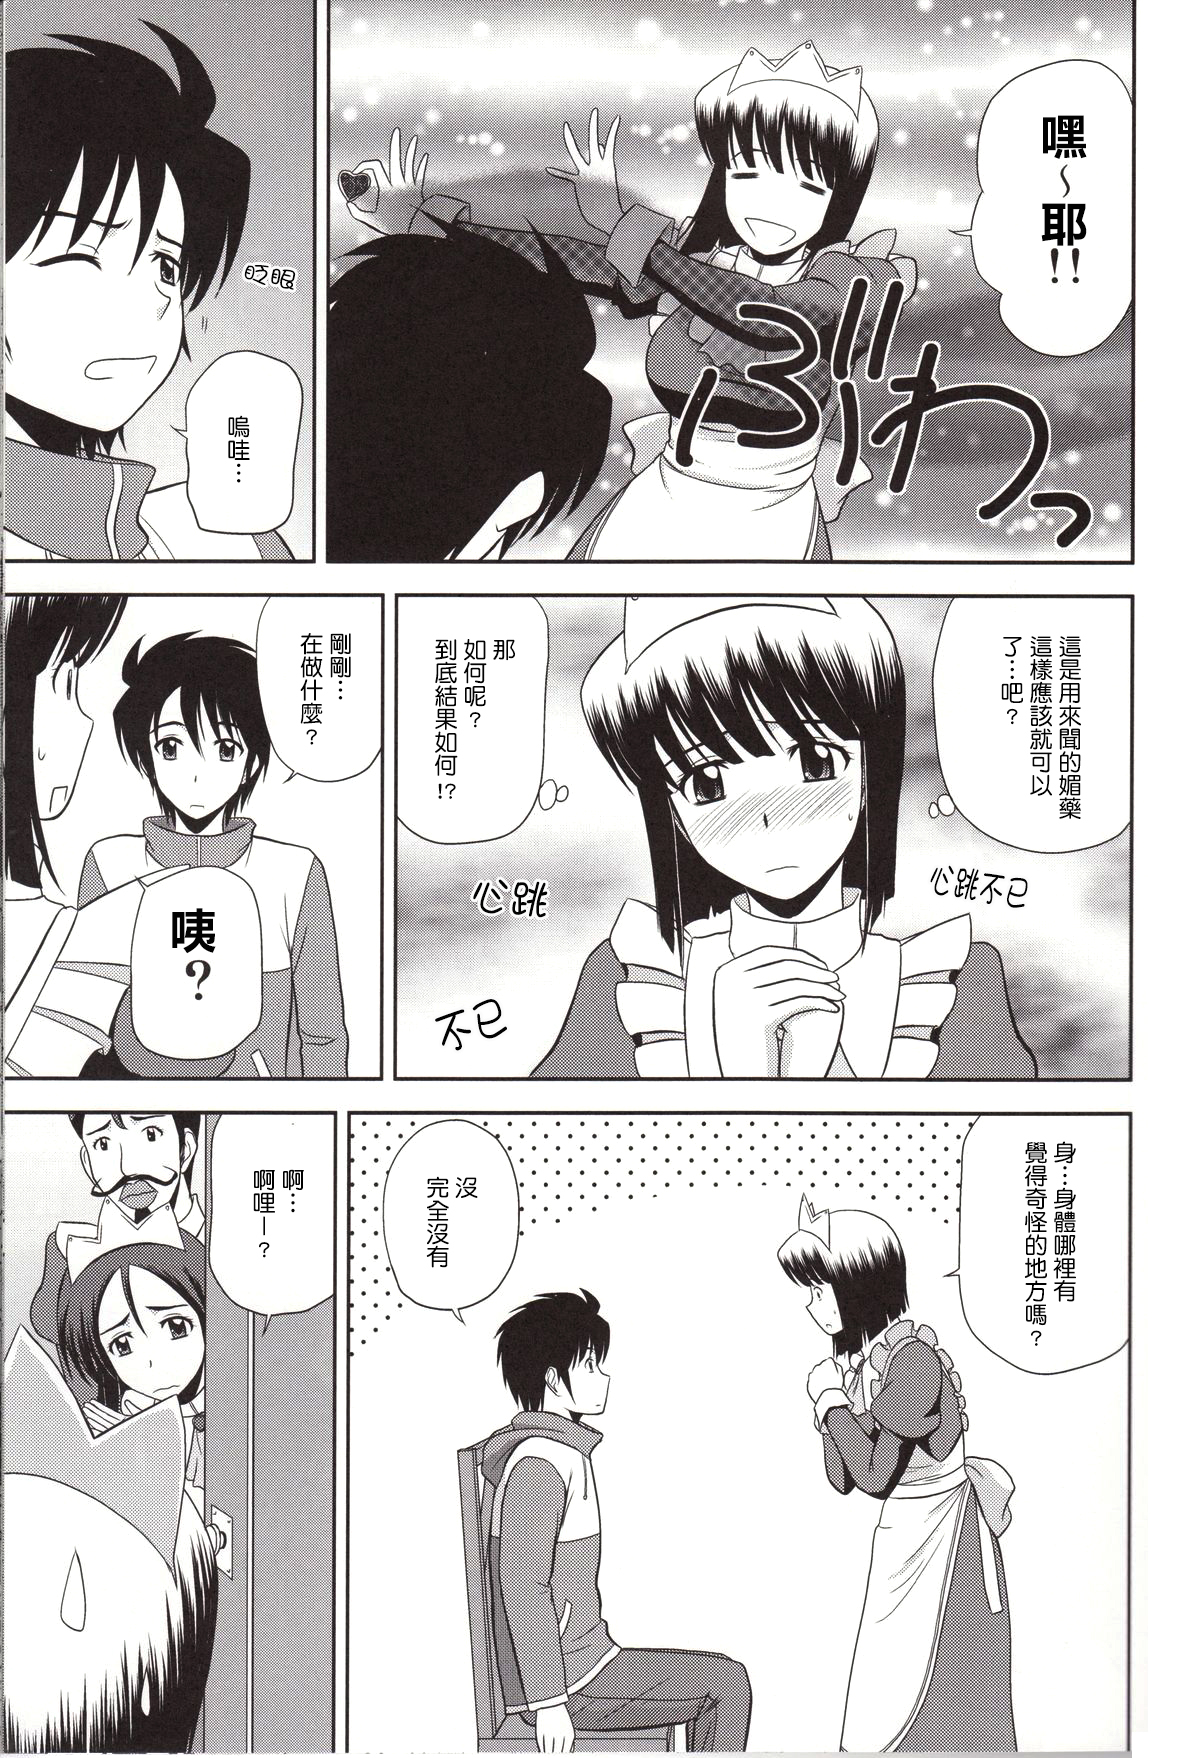 嘿～耶!!
ぶわっ
眨眼
嗚哇…
這是用來聞的媚藥
這樣應該就可以
了…吧？
那
如何呢？
到底結果如何!?
心跳不已
心跳
不已
剛剛…
在做什麼？
咦？
身…身體哪裡有
覺得奇怪的地方嗎？
沒
完全沒有
啊…
啊哩－？